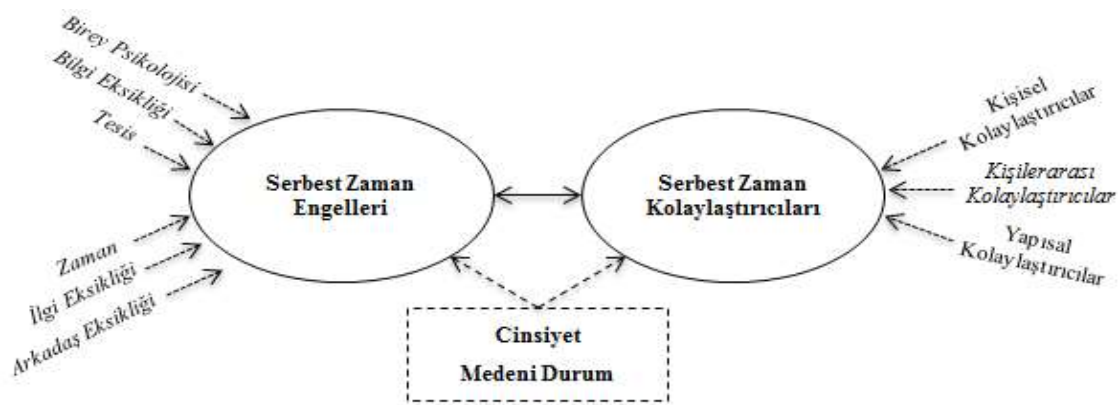 Birey Psikolojisi
Bilgi Eksikliği
Tesis
Zaman
İlgi Eksikliği
Arkadaş Eksikliği
Serbest Zaman
Engelleri
Serbest Zaman
Kolaylaştırıcıları
Kişisel
Kolaylaştırıcılar
Kişilerarası
Kolaylaştırıcılar
Yapısal
Kolaylaştırıcılar
Cinsiyet
Medeni Durum